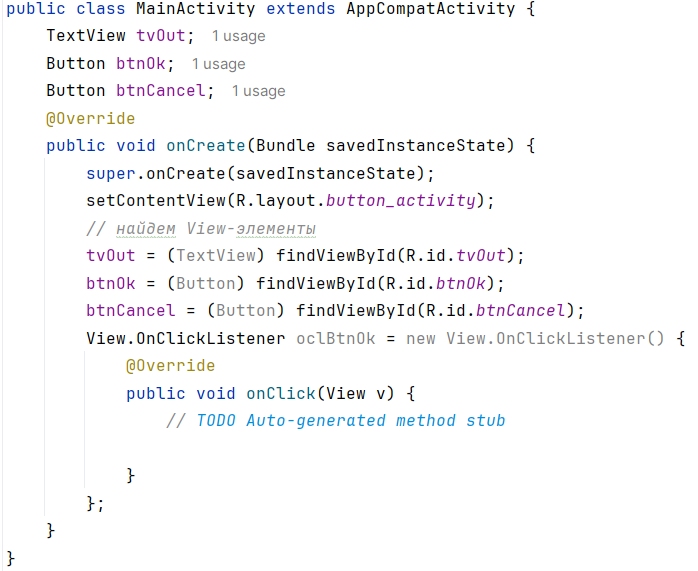 public class MainActivity extends AppCompatActivity {
    TextView tvOut;  1 usage
    Button btnOk;  1 usage
    Button btnCancel;  1 usage
    @Override
    public void onCreate(Bundle savedInstanceState) {
        super.onCreate(savedInstanceState);
        setContentView(R.layout.button_activity);
        // найдем View-элементы
        tvOut = (TextView) findViewById(R.id.tvOut);
        btnOk = (Button) findViewById(R.id.btnOk);
        btnCancel = (Button) findViewById(R.id.btnCancel);
        View.OnClickListener oclBtnOk = new View.OnClickListener() {
            @Override
            public void onClick(View v) {
                // TODO Auto-generated method stub
            }
        };
    }
}